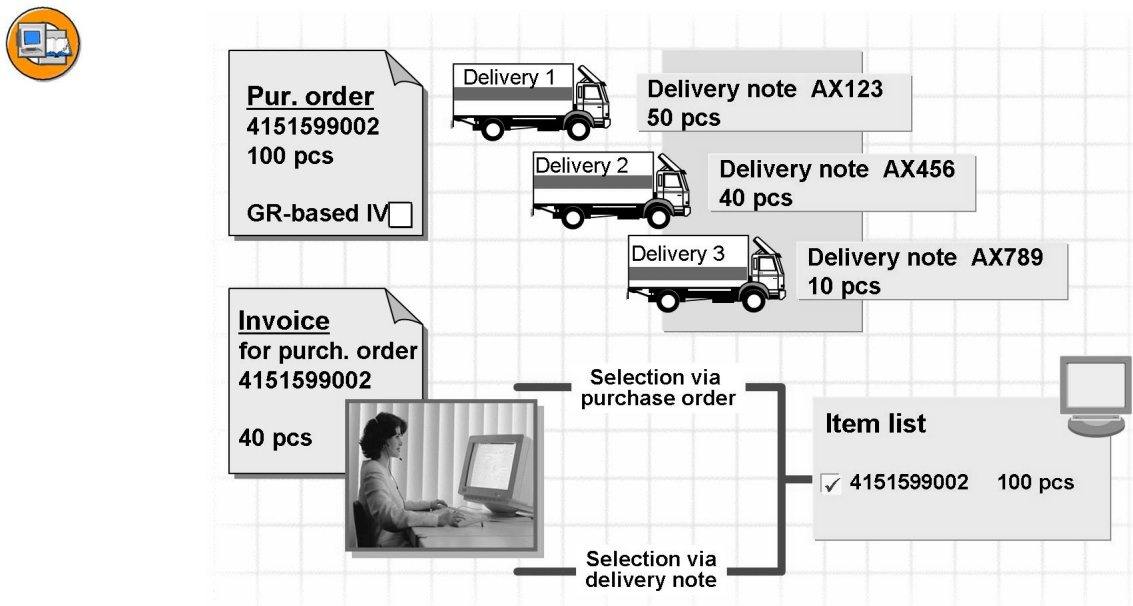 Pur. order
4151599002
100 pcs
GR-based IV
Delivery 1
Delivery note AX123
50 pcs
Delivery 2
Delivery note AX456
40 pcs
Delivery 3
Delivery note AX789
10 pcs
Invoice
for purch. order
4151599002
40 pcs
Selection via
purchase order
Item list
4151599002 100 pcs
Selection via
delivery note